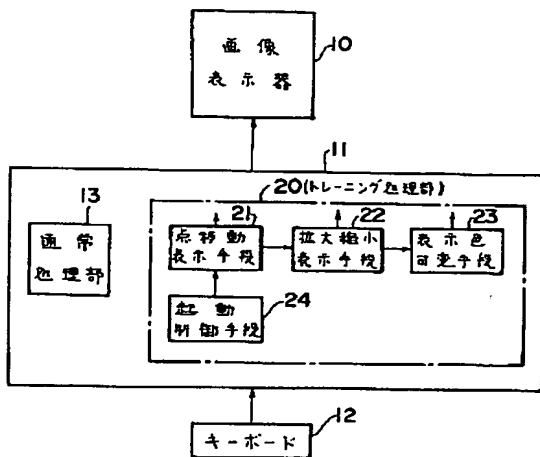 画像
表示器
10
11
20(トレーニング処理部)
13
通常
処理部
21
点移動
表示手段
22
拡大縮小
表示手段
23
表示色
可変手段
起動
制御手段
24
キーボード
12